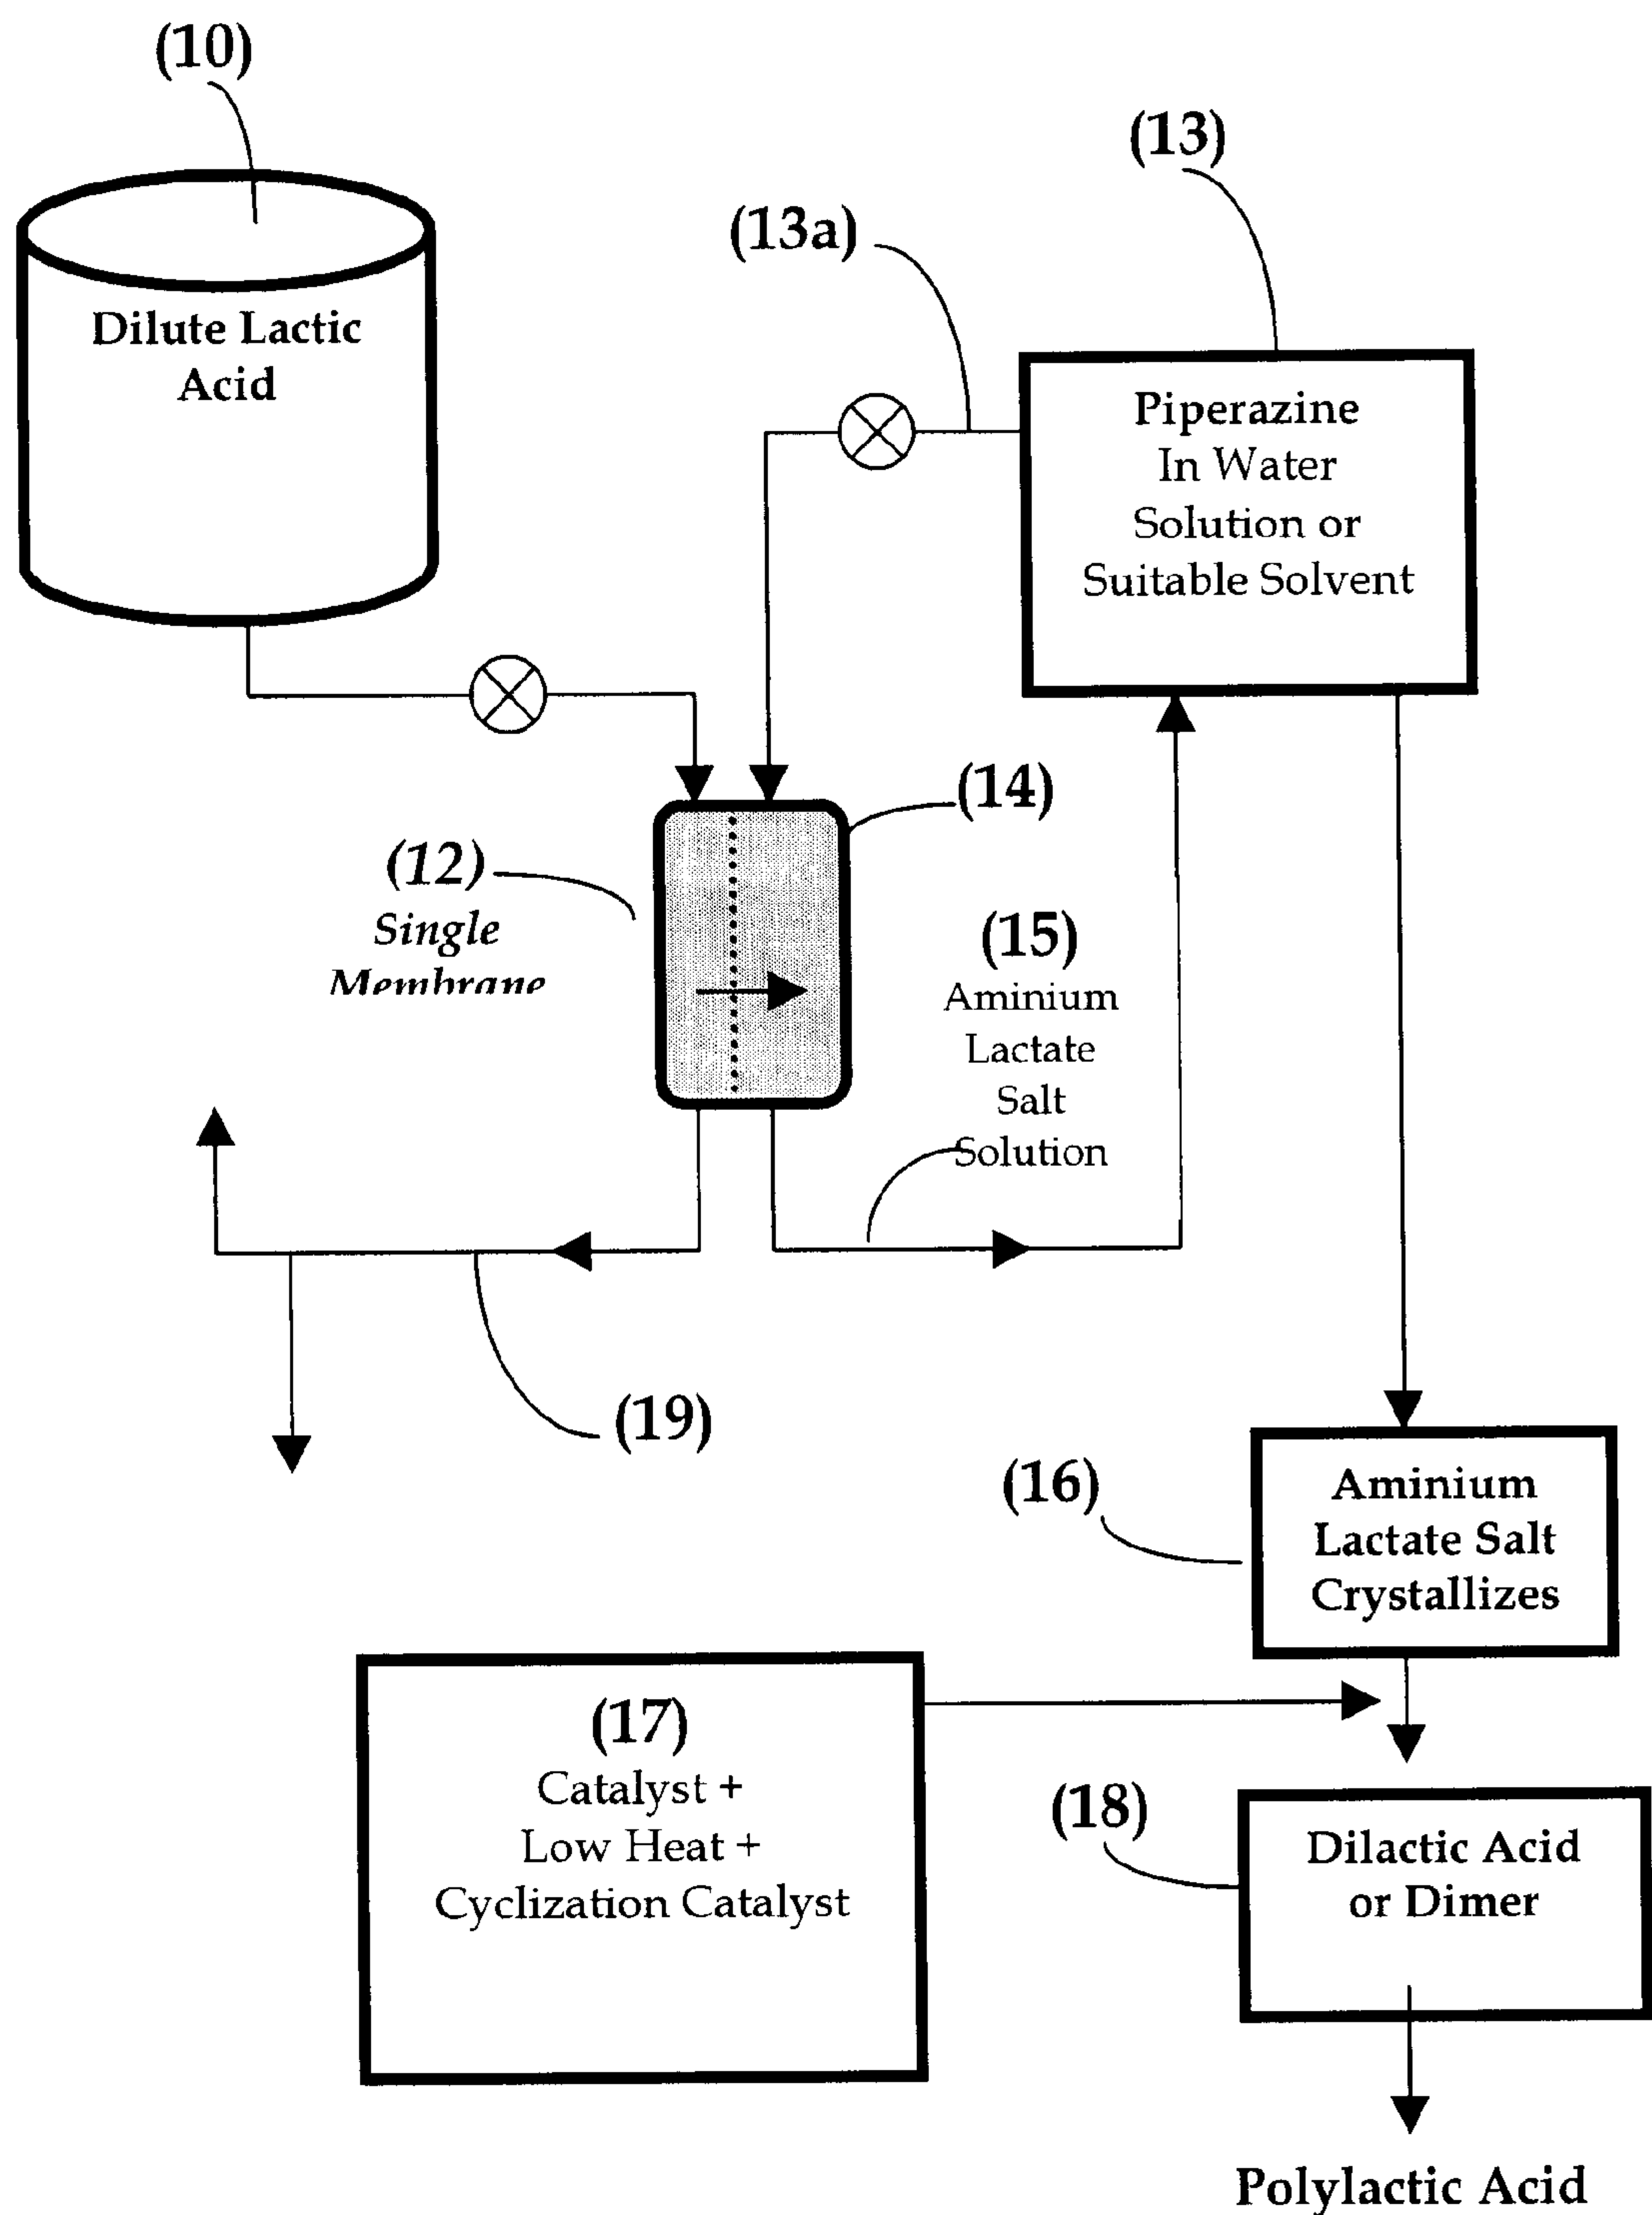 (10)
Dilute Lactic
Acid
(13)
(13a)
Piperazine
In Water
Solution or
Suitable Solvent
(14)
(12)
Single
Membrane
(15)
Aminium
Lactate
Salt
Solution
(19)
(16)
Aminium
Lactate Salt
Crystallizes
(17)
Catalyst +
Low Heat +
Cyclization Catalyst
(18)
Dilactic Acid
or Dimer
Polylactic Acid